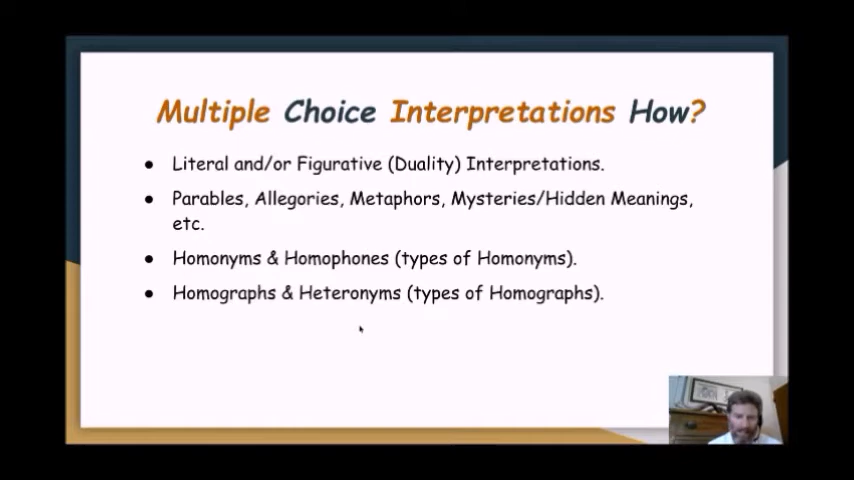 Multiple Choice Interpretations How?
● Literal and/or Figurative (Duality) Interpretations.
● Parables, Allegories, Metaphors, Mysteries/Hidden Meanings,
etc.
● Homonyms & Homophones (types of Homonyms).
● Homographs & Heteronyms (types of Homographs).